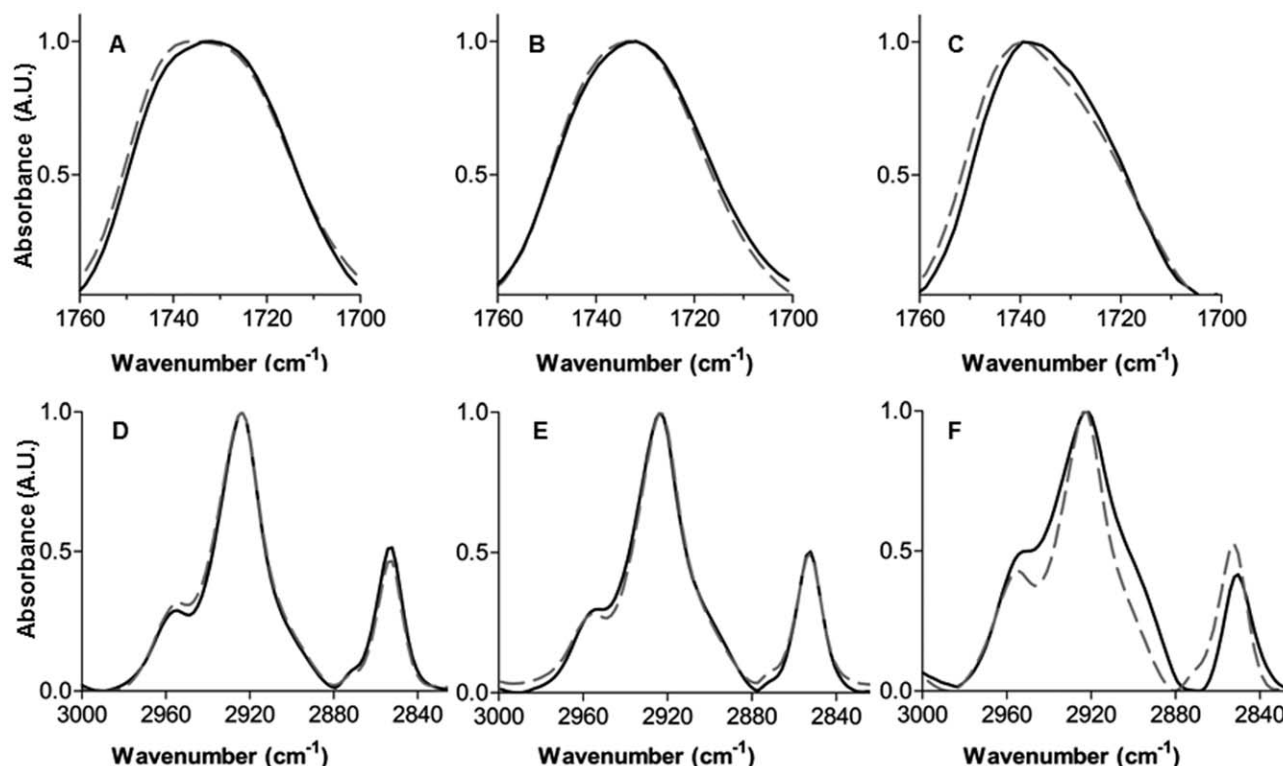 A B C
1.0 1.0 1.0
0.5 0.5 0.5
Absorbance (A.U.)
1760 1740 1720 1700 1760 1740 1720 1700 1760 1740 1720 1700
Wavenumber (cm-1) Wavenumber (cm-1) Wavenumber (cm-1)
1.0 1.0 1.0
D E F
0.5 0.5 0.5
Absorbance (A.U.)
0.0 0.0 0.0
3000 2960 2920 2880 2840 3000 2960 2920 2880 2840 3000 2960 2920 2880 2840
Wavenumber (cm-1) Wavenumber (cm-1) Wavenumber (cm-1)